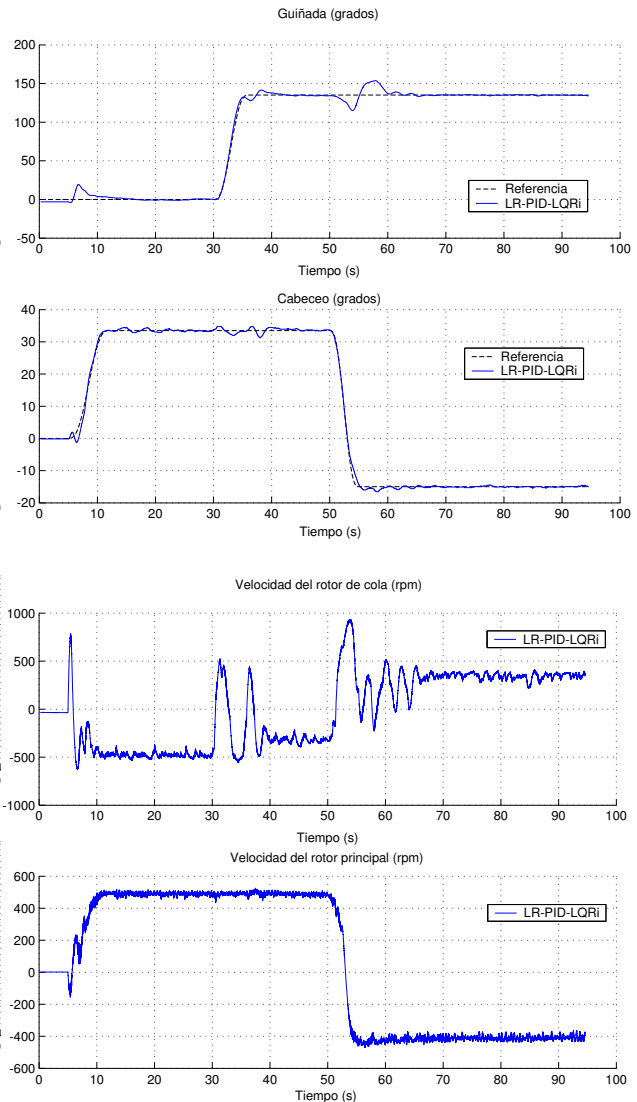 Guiñada (grados)
200
150
100
50
0
-50
0 10 20 30 40 50 60 70 80 90 100
Referencia
LR-PID-LQRi
Tiempo (s)
Cabeceo (grados)
40
30
20
10
0
-10
-20
0 10 20 30 40 50 60 70 80 90 100
Referencia
LR-PID-LQRi
Tiempo (s)
Velocidad del rotor de cola (rpm)
1000
500
0
-500
-1000
0 10 20 30 40 50 60 70 80 90 100
LR-PID-LQRi
Tiempo (s)
Velocidad del rotor principal (rpm)
600
400
200
0
-200
-400
-600
0 10 20 30 40 50 60 70 80 90 100
LR-PID-LQRi
Tiempo (s)